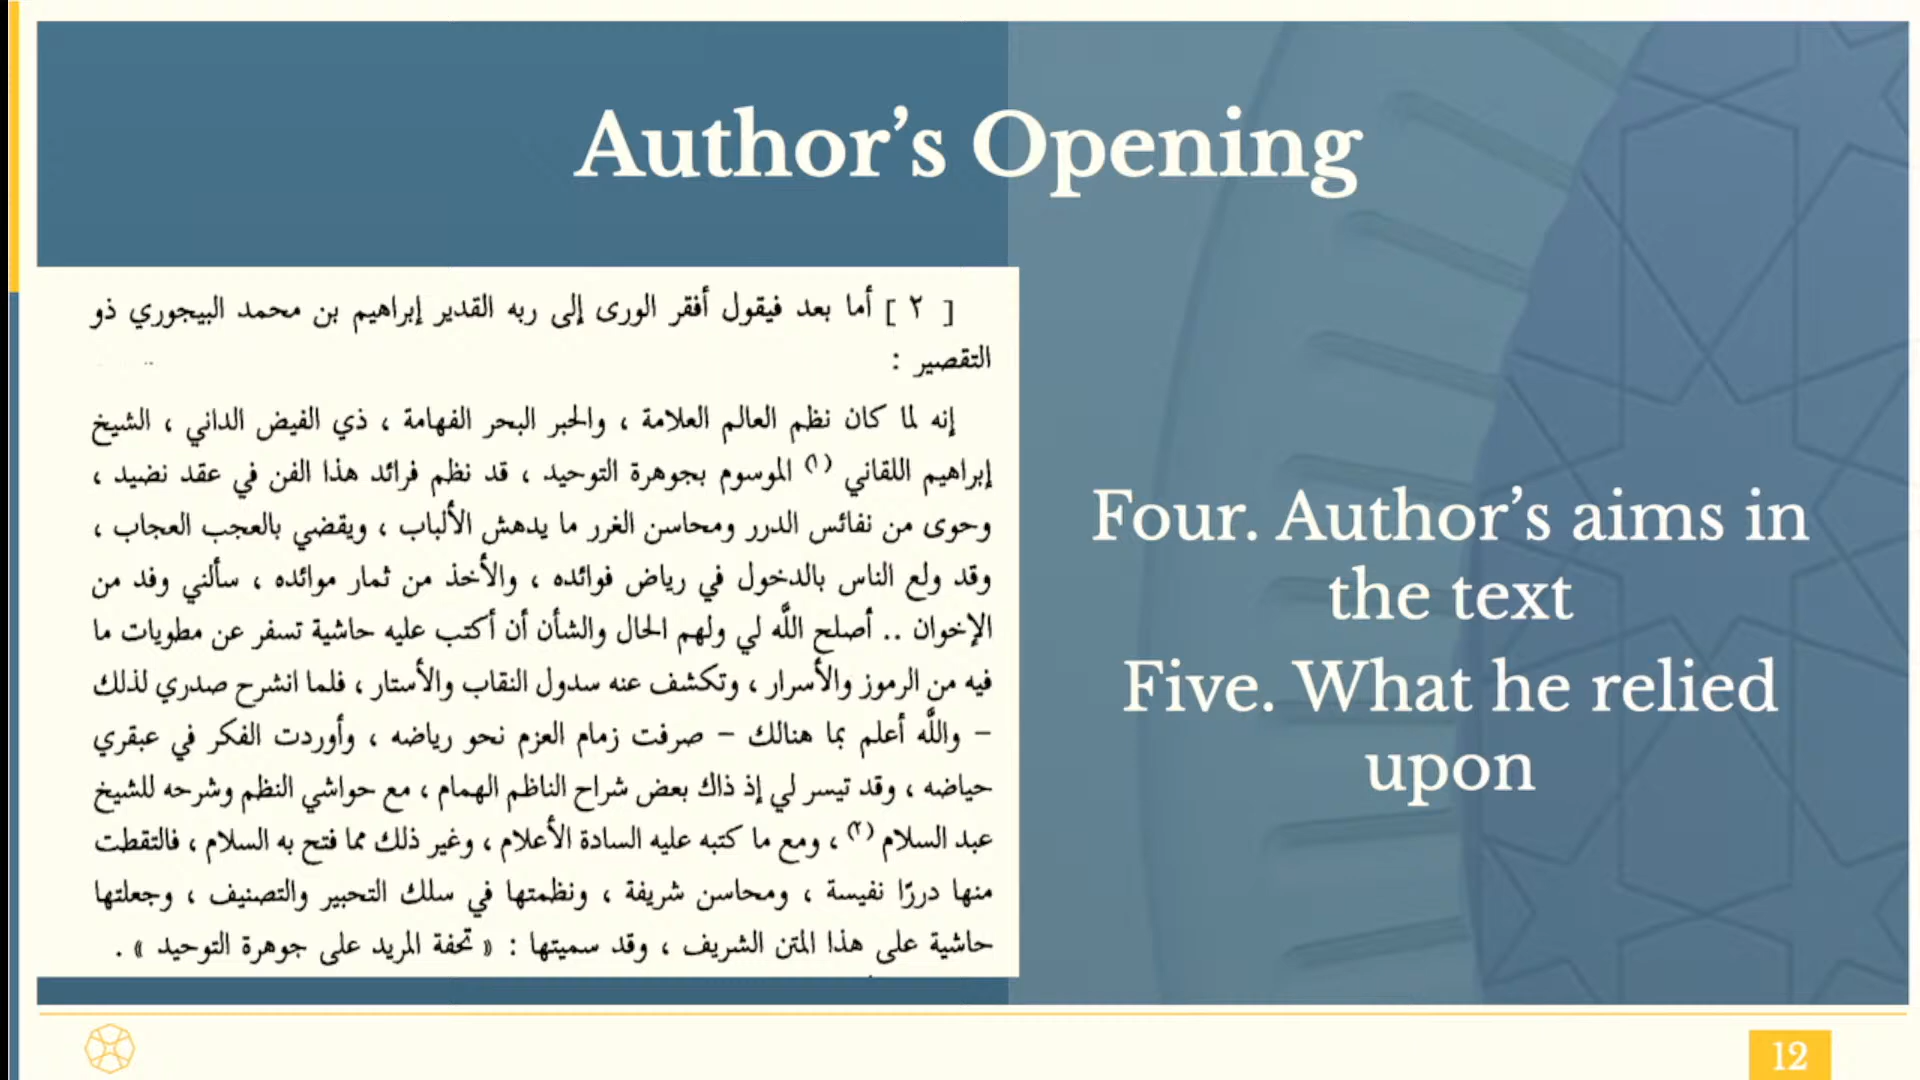 Author’s Opening
[ ٢ ] أما بعد فيقول أفقر الورى إلى ربه القدير إبراهيم بن محمد البيجوري ذو
التقصير :
إنه لما كان نظم العالم العلامة ، والحبر البحر الفهامة ، ذي الفيض الداني ، الشيخ
إبراهيم اللقاني (١) الموسوم بجوهرة التوحيد ، قد نظم فرائد هذا الفن في عقد نضيد ،
وحوى من نفائس الدرر ومحاسن الغرر ما يدهش الألباب ، ويقضي بالعجب العجاب ،
وقد ولع الناس بالدخول في رياض فوائده ، والأخذ من ثمار موائده ، سألني وفد من
الإخوان .. أصلح اللَّه لي ولهم الحال والشأن أن أكتب عليه حاشية تسفر عن مطويات ما
فيه من الرموز والأسرار ، وتكشف عنه سدول النقاب والأستار ، فلما انشرح صدري لذلك
– واللَّه أعلم بما هنالك – صرفت زمام العزم نحو رياضه ، وأوردت الفكر في عبقري
حياضه ، وقد تيسر لي إذ ذاك بعض شراح الناظم الهمام ، مع حواشي النظم وشرحه للشيخ
عبد السلام (٢) ، ومع ما كتبه عليه السادة الأعلام ، وغير ذلك مما فتح به السلام ، فالتقطت
منها دررًا نفيسة ، ومحاسن شريفة ، ونظمتها في سلك التحبير والتصنيف ، وجعلتها
حاشية على هذا المتن الشريف ، وقد سميتها : « تحفة المريد على جوهرة التوحيد » .
Four. Author’s aims in
the text
Five. What he relied
upon
12